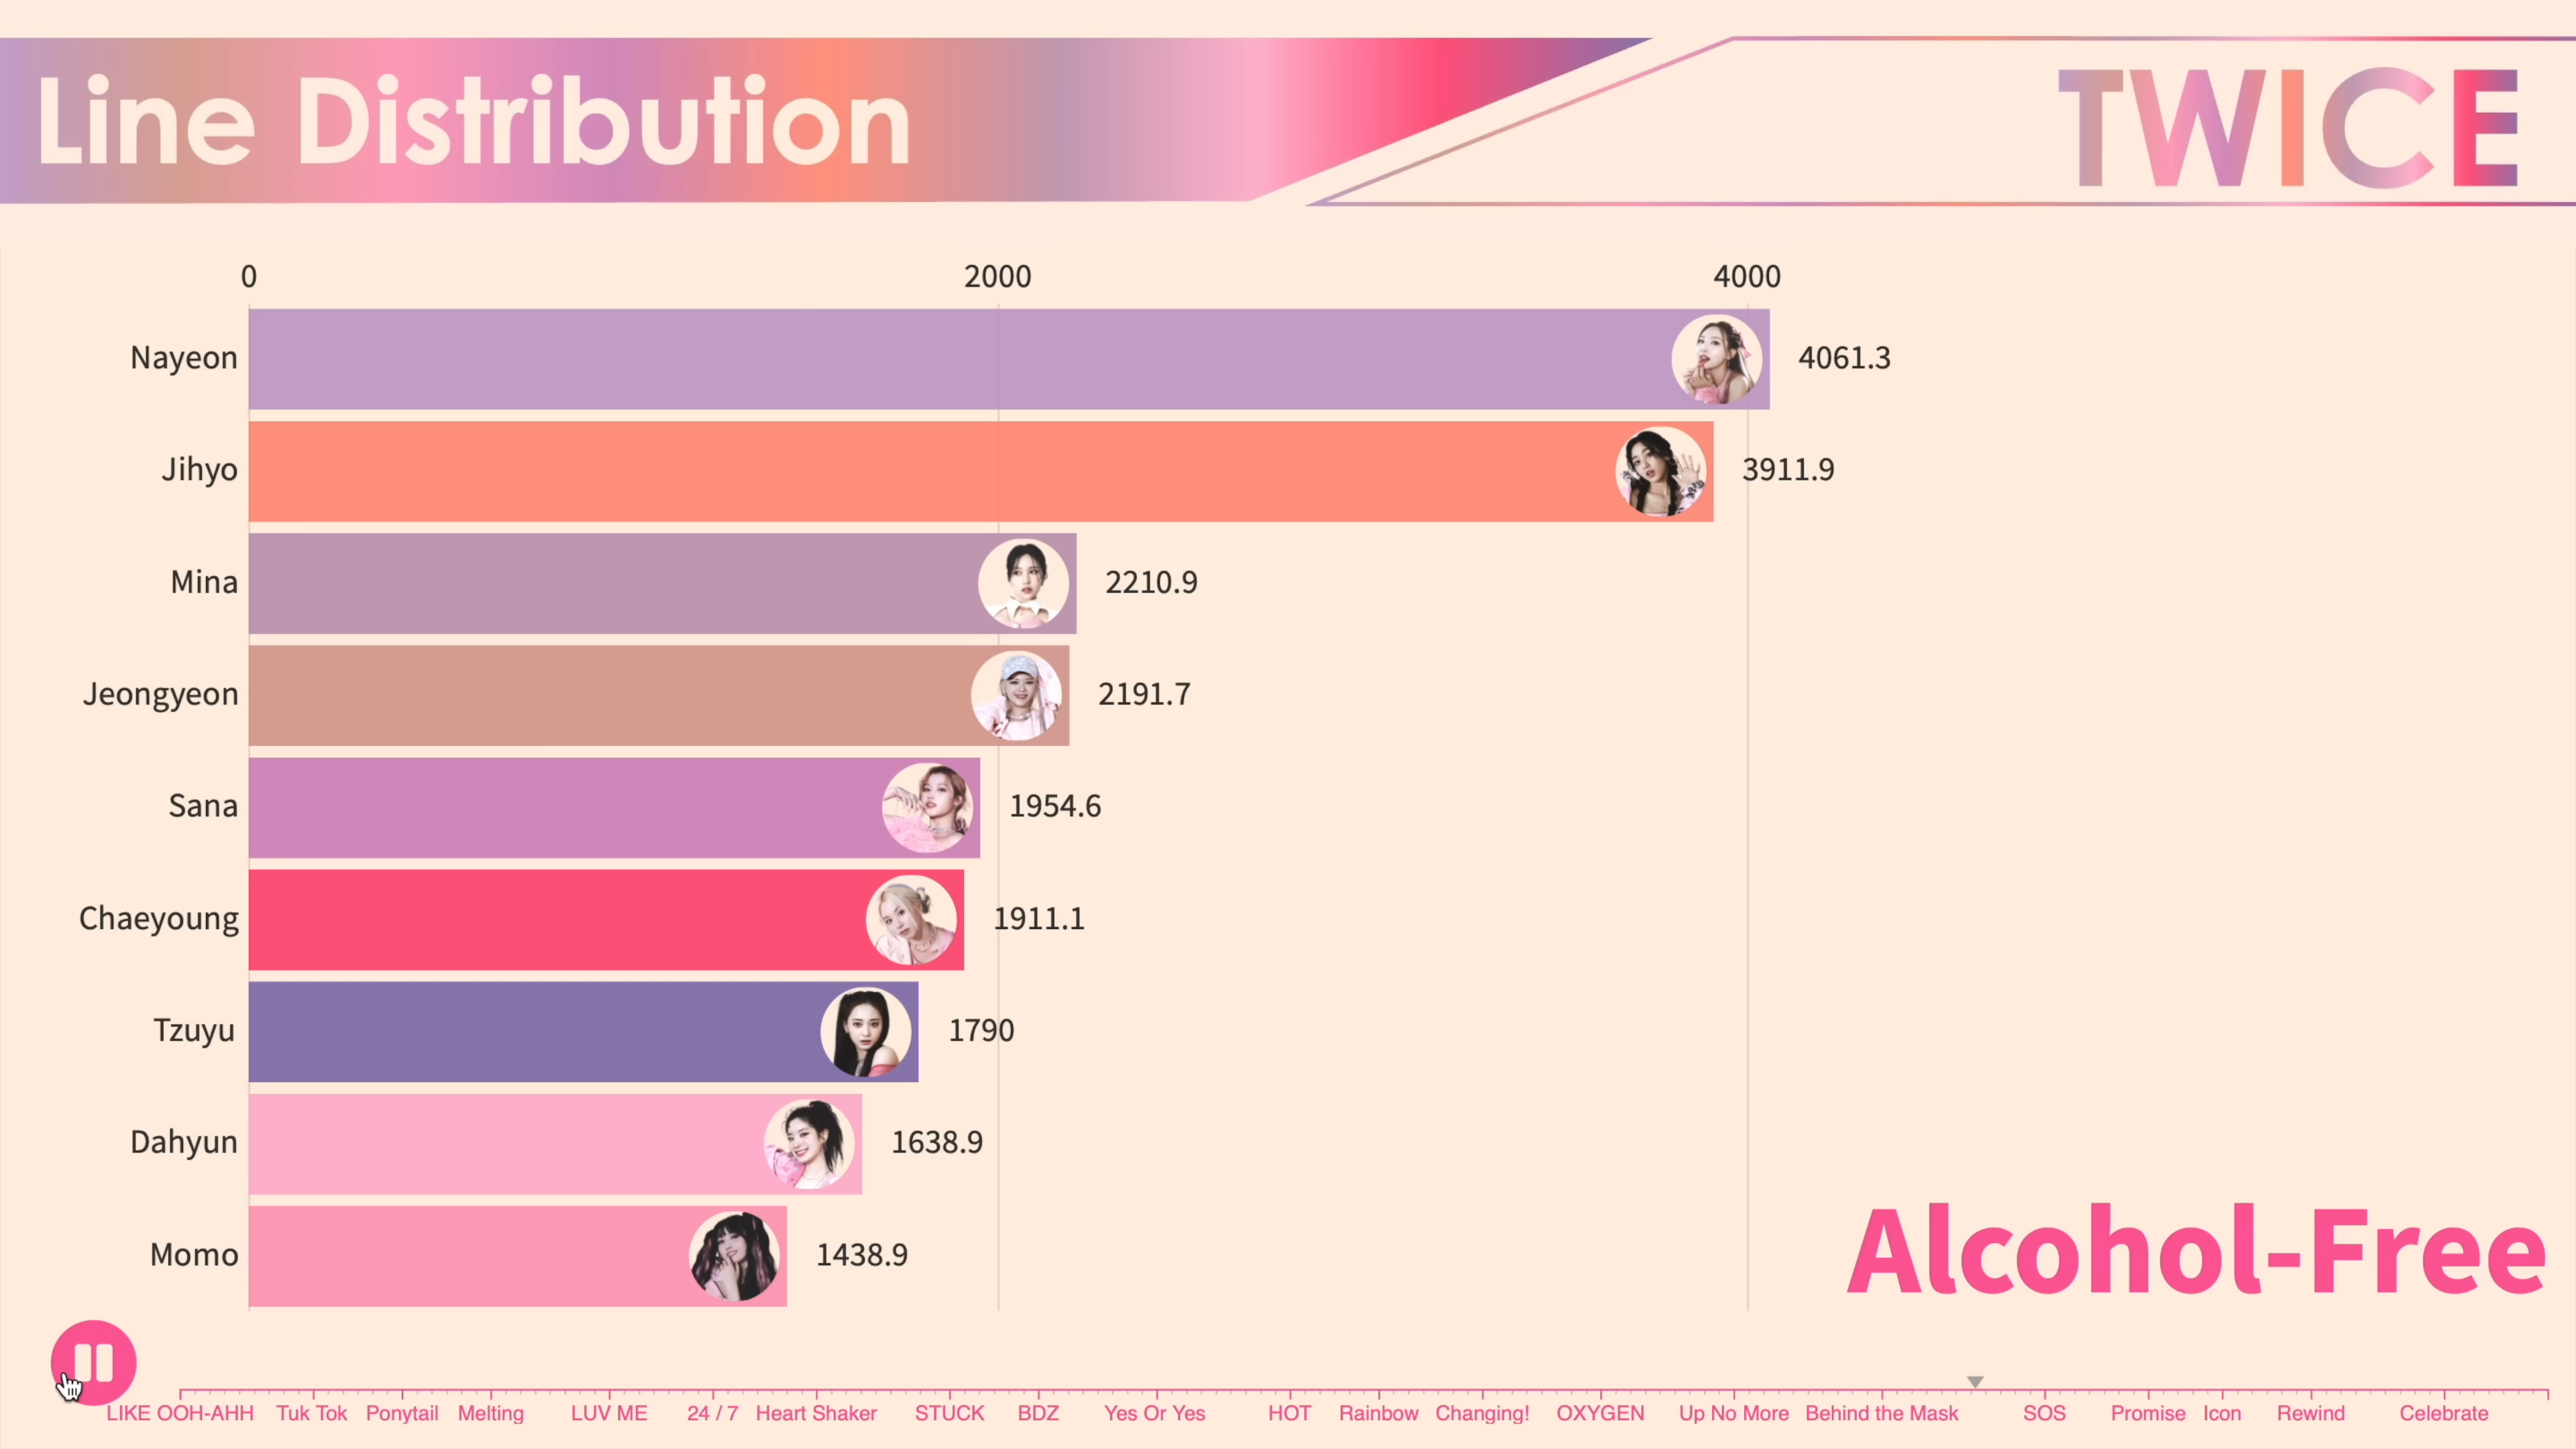 Line Distribution
TWICE
0 2000 4000
Nayeon 4061.3
Jihyo 3911.9
Mina 2210.9
Jeongyeon 2191.7
Sana 1954.6
Chaeyoung 1911.1
Tzuyu 1790
Dahyun 1638.9
Momo 1438.9
Alcohol-Free
LIKE OOH-AHH Tuk Tok Ponytail Melting LUV ME 24 / 7 Heart Shaker STUCK BDZ Yes Or Yes HOT Rainbow Changing! OXYGEN Up No More Behind the Mask SOS Promise Icon Rewind Celebrate